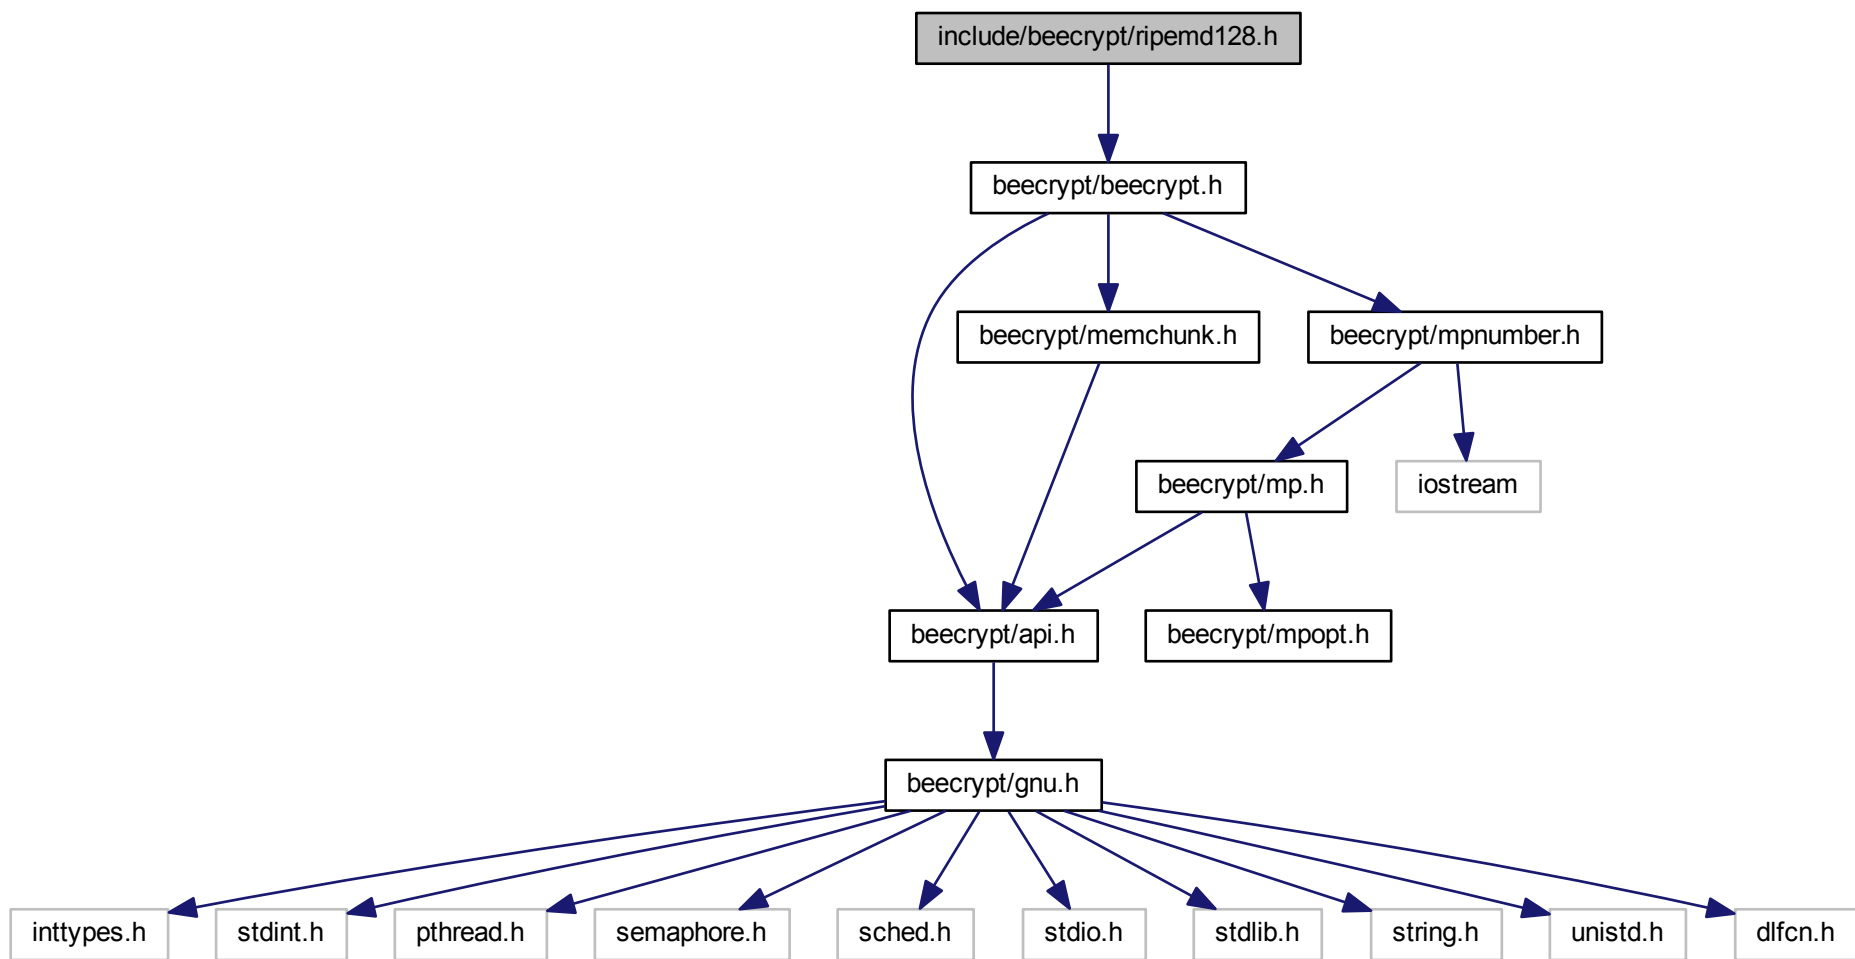 include/beecrypt/ripemd128.h
beecrypt/beecrypt.h
beecrypt/memchunk.h
beecrypt/mpnumber.h
beecrypt/mp.h
iostream
beecrypt/api.h
beecrypt/mpopt.h
beecrypt/gnu.h
inttypes.h
stdint.h
pthread.h
semaphore.h
sched.h
stdio.h
stdlib.h
string.h
unistd.h
dlfcn.h